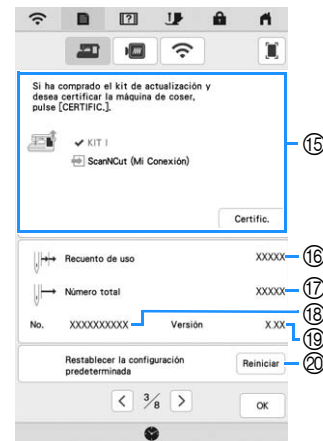 Si ha comprado el kit de actualización y
desea certificar la máquina de coser,
pulse [CERTIFIC.].
✓ KIT I
ScanNCut (Mi Conexión)
Certific.
⑮
Recuento de uso XXXXX
⑯
Número total XXXXX
⑰
⑱
No. XXXXXXXXXX Versión X.XX
⑲
Restablecer la configuración
predeterminada
Reiniciar
⑳
< 3/8 >
OK